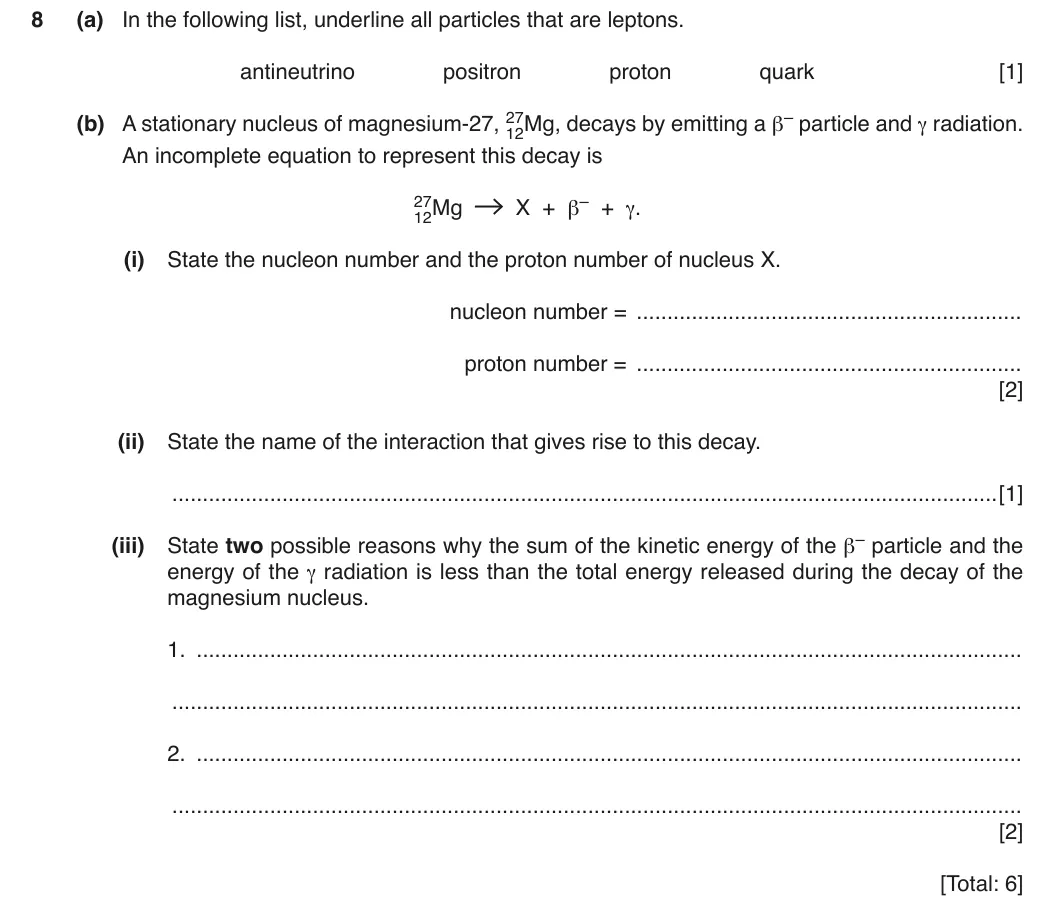 8 (a) In the following list, underline all particles that are leptons.
antineutrino positron proton quark [1]
(b) A stationary nucleus of magnesium-27, ²⁷₁₂Mg, decays by emitting a β⁻ particle and γ radiation.
An incomplete equation to represent this decay is
²⁷₁₂Mg → X + β⁻ + γ.
(i) State the nucleon number and the proton number of nucleus X.
nucleon number = ...............................................................
proton number = ...............................................................
[2]
(ii) State the name of the interaction that gives rise to this decay.
.......................................................................................................................................[1]
(iii) State two possible reasons why the sum of the kinetic energy of the β⁻ particle and the
energy of the γ radiation is less than the total energy released during the decay of the
magnesium nucleus.
1. .......................................................................................................................................
...........................................................................................................................................
2. .......................................................................................................................................
...........................................................................................................................................
[2]
[Total: 6]